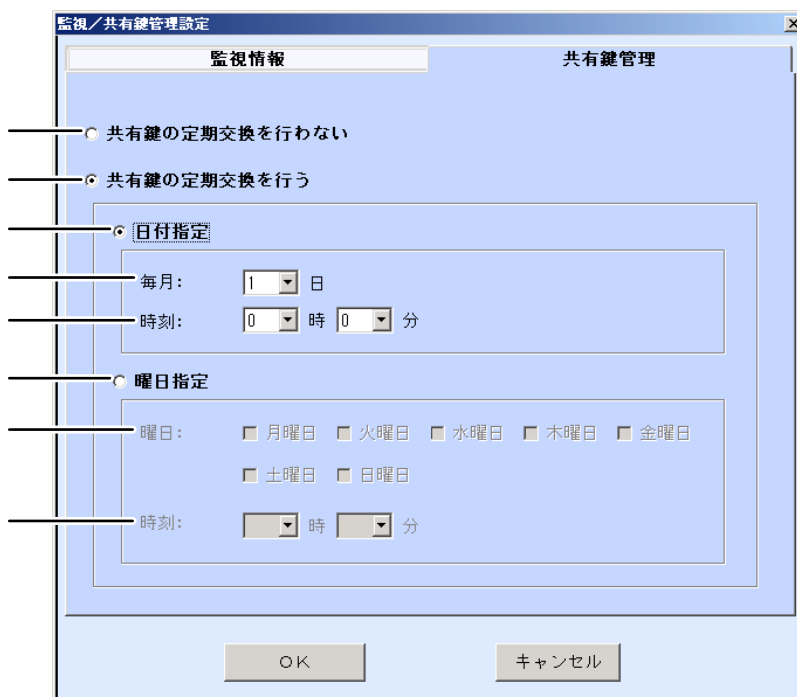 監視／共有鍵管理設定
監視情報 共有鍵管理
共有鍵の定期交換を行わない
共有鍵の定期交換を行う
日付指定
毎月: 1 日
時刻: 0 時 0 分
曜日指定
曜日: 月曜日 火曜日 水曜日 木曜日 金曜日
土曜日 日曜日
時刻: 時 分
OK キャンセル